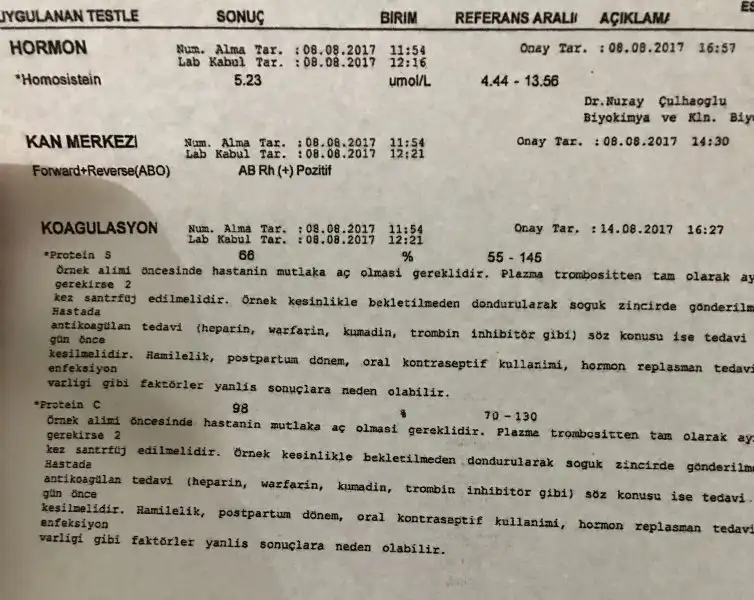 UYGULANAN TESTLE SONUÇ BİRİM REFERANS ARALI AÇIKLAMA ES
HORMON Num. Alma Tar. :08.08.2017 11:54 Onay Tar. :08.08.2017 16:57
Lab Kabul Tar. :08.08.2017 12:16
*Homosistein 5.23 umol/L 4.44 - 13.56
Dr.Nuray Çulhaoglu
Biyokimya ve Kln. Biy
KAN MERKEZI Num. Alma Tar. :08.08.2017 11:54 Onay Tar. :08.08.2017 14:30
Lab Kabul Tar. :08.08.2017 12:21
Forward+Reverse(ABO) AB Rh (+) Pozitif
KOAGULASYON Num. Alma Tar. :08.08.2017 11:54 Onay Tar. :14.08.2017 16:27
Lab Kabul Tar. :08.08.2017 12:21
*Protein S 66 % 55 - 145
Örnek alimi öncesinde hastanin mutlaka aç olmasi gereklidir. Plazma trombositten tam olarak ay
gerekirse 2
kez santrfüj edilmelidir. Örnek kesinlikle bekletilmeden dondurularak soguk zincirde gönderilm
Hastada
antikoagülan tedavi (heparin, warfarin, kumadin, trombin inhibitör gibi) söz konusu ise tedavi
gün önce
kesilmelidir. Hamilelik, postpartum dönem, oral kontraseptif kullanimi, hormon replasman tedavi
enfeksiyon
varligi gibi faktörler yanlis sonuçlara neden olabilir.
*Protein C 98 % 70 - 130
Örnek alimi öncesinde hastanin mutlaka aç olmasi gereklidir. Plazma trombositten tam olarak ay
gerekirse 2
kez santrfüj edilmelidir. Örnek kesinlikle bekletilmeden dondurularak soguk zincirde gönderilme
Hastada
antikoagülan tedavi (heparin, warfarin, kumadin, trombin inhibitör gibi) söz konusu ise tedavi
gün önce
kesilmelidir. Hamilelik, postpartum dönem, oral kontraseptif kullanimi, hormon replasman tedavi
enfeksiyon
varligi gibi faktörler yanlis sonuçlara neden olabilir.